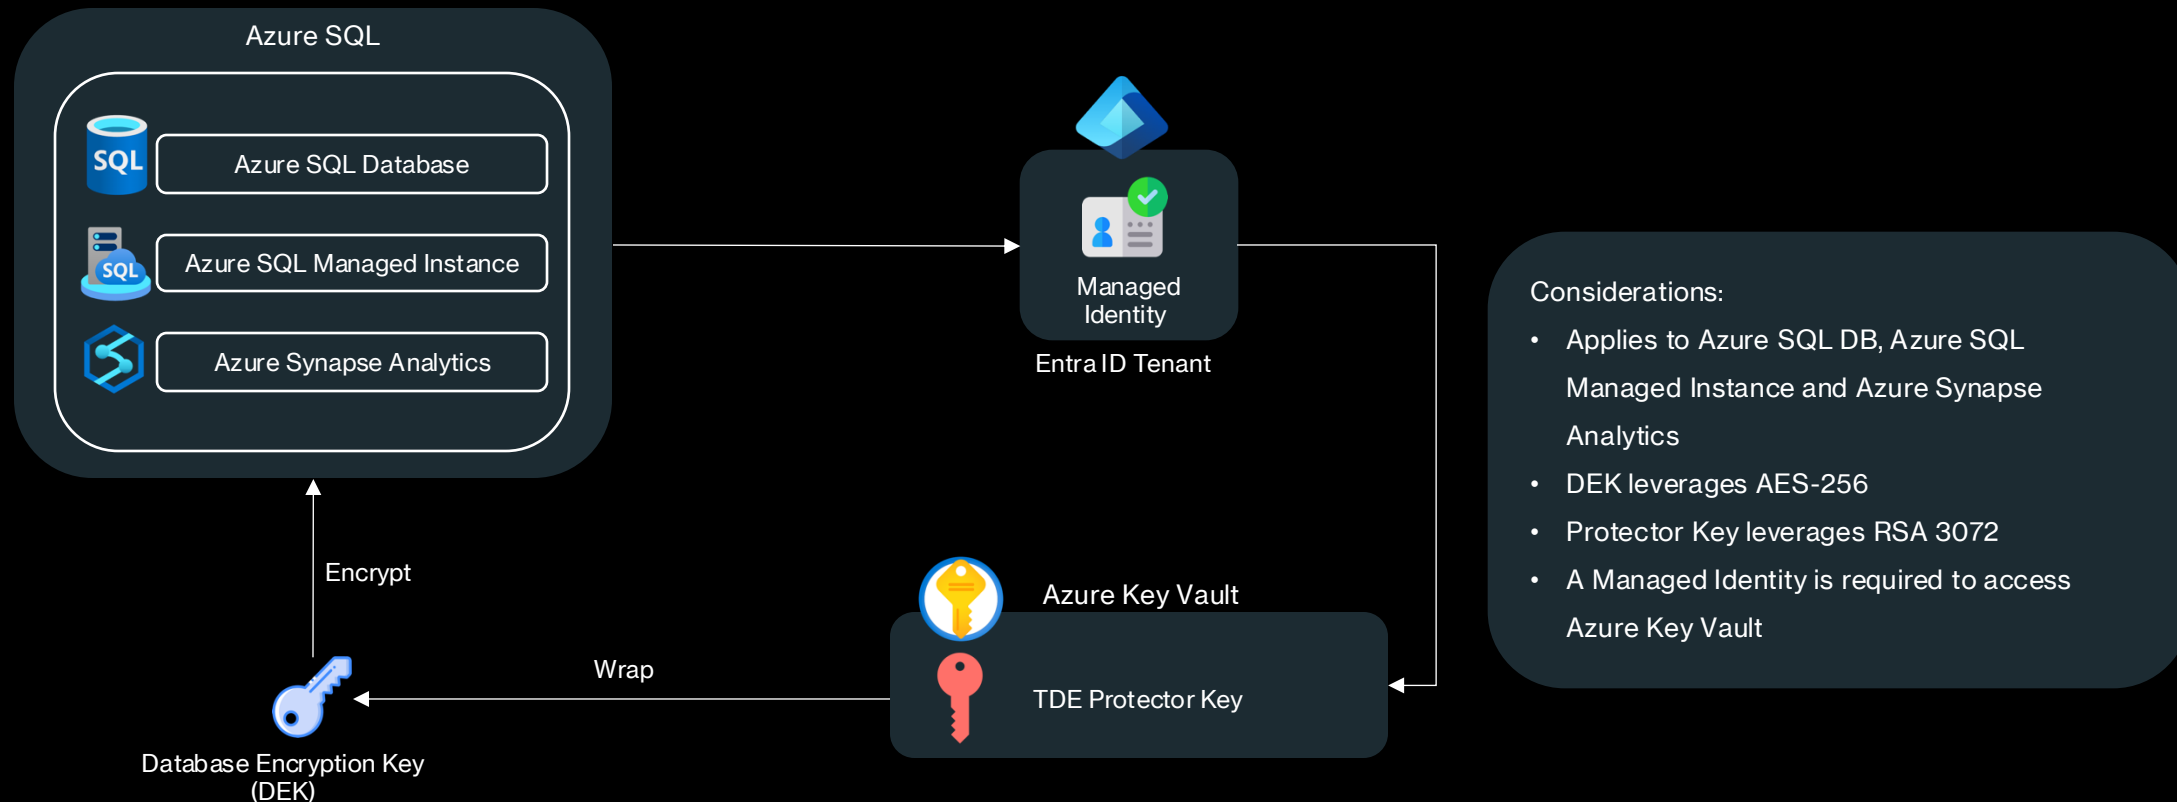 Azure SQL
SQL
Azure SQL Database
SQL
Azure SQL Managed Instance
Azure Synapse Analytics
Managed
Identity
Entra ID Tenant
Considerations:
• Applies to Azure SQL DB, Azure SQL
Managed Instance and Azure Synapse
Analytics
• DEK leverages AES-256
• Protector Key leverages RSA 3072
• A Managed Identity is required to access
Azure Key Vault
Encrypt
Azure Key Vault
Wrap
TDE Protector Key
Database Encryption Key
(DEK)